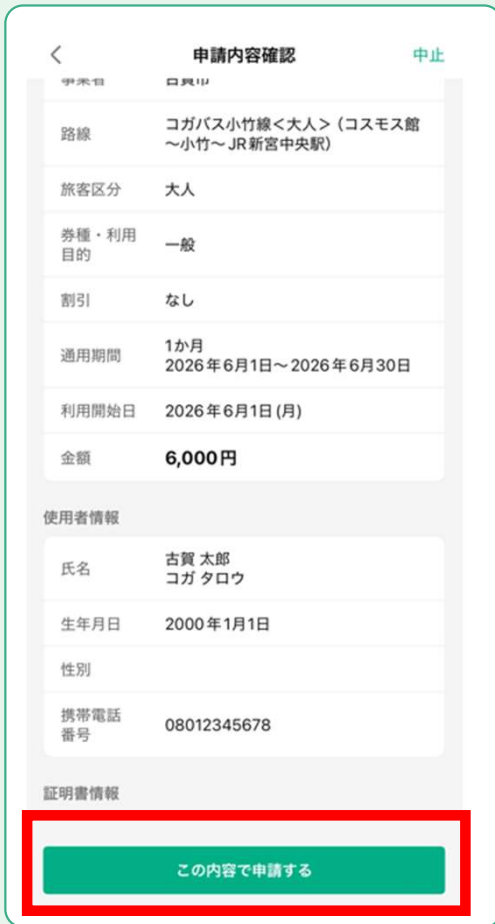 申請内容確認
中止
事業者
古賀市
路線
コガバス小竹線<大人>(コスモス館
～小竹～JR新宮中央駅)
旅客区分
大人
券種・利用
目的
一般
割引
なし
通用期間
1か月
2026年6月1日～2026年6月30日
利用開始日
2026年6月1日(月)
金額
6,000円
使用者情報
氏名
古賀 太郎
コガ タロウ
生年月日
2000年1月1日
性別
携帯電話
番号
08012345678
証明書情報
この内容で申請する